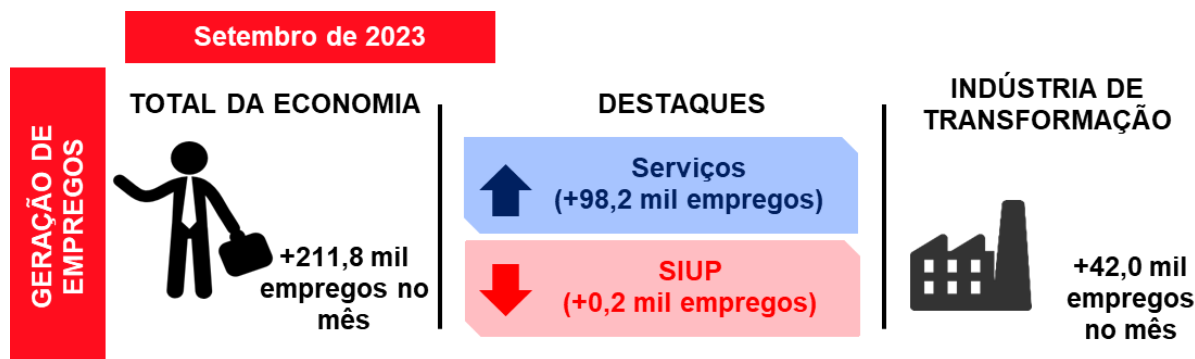 Setembro de 2023
GERAÇÃO DE
EMPREGOS
TOTAL DA ECONOMIA
+211,8 mil
empregos no
mês
DESTAQUES
Serviços
(+98,2 mil empregos)
SIUP
(+0,2 mil empregos)
INDÚSTRIA DE
TRANSFORMAÇÃO
+42,0 mil
empregos
no mês